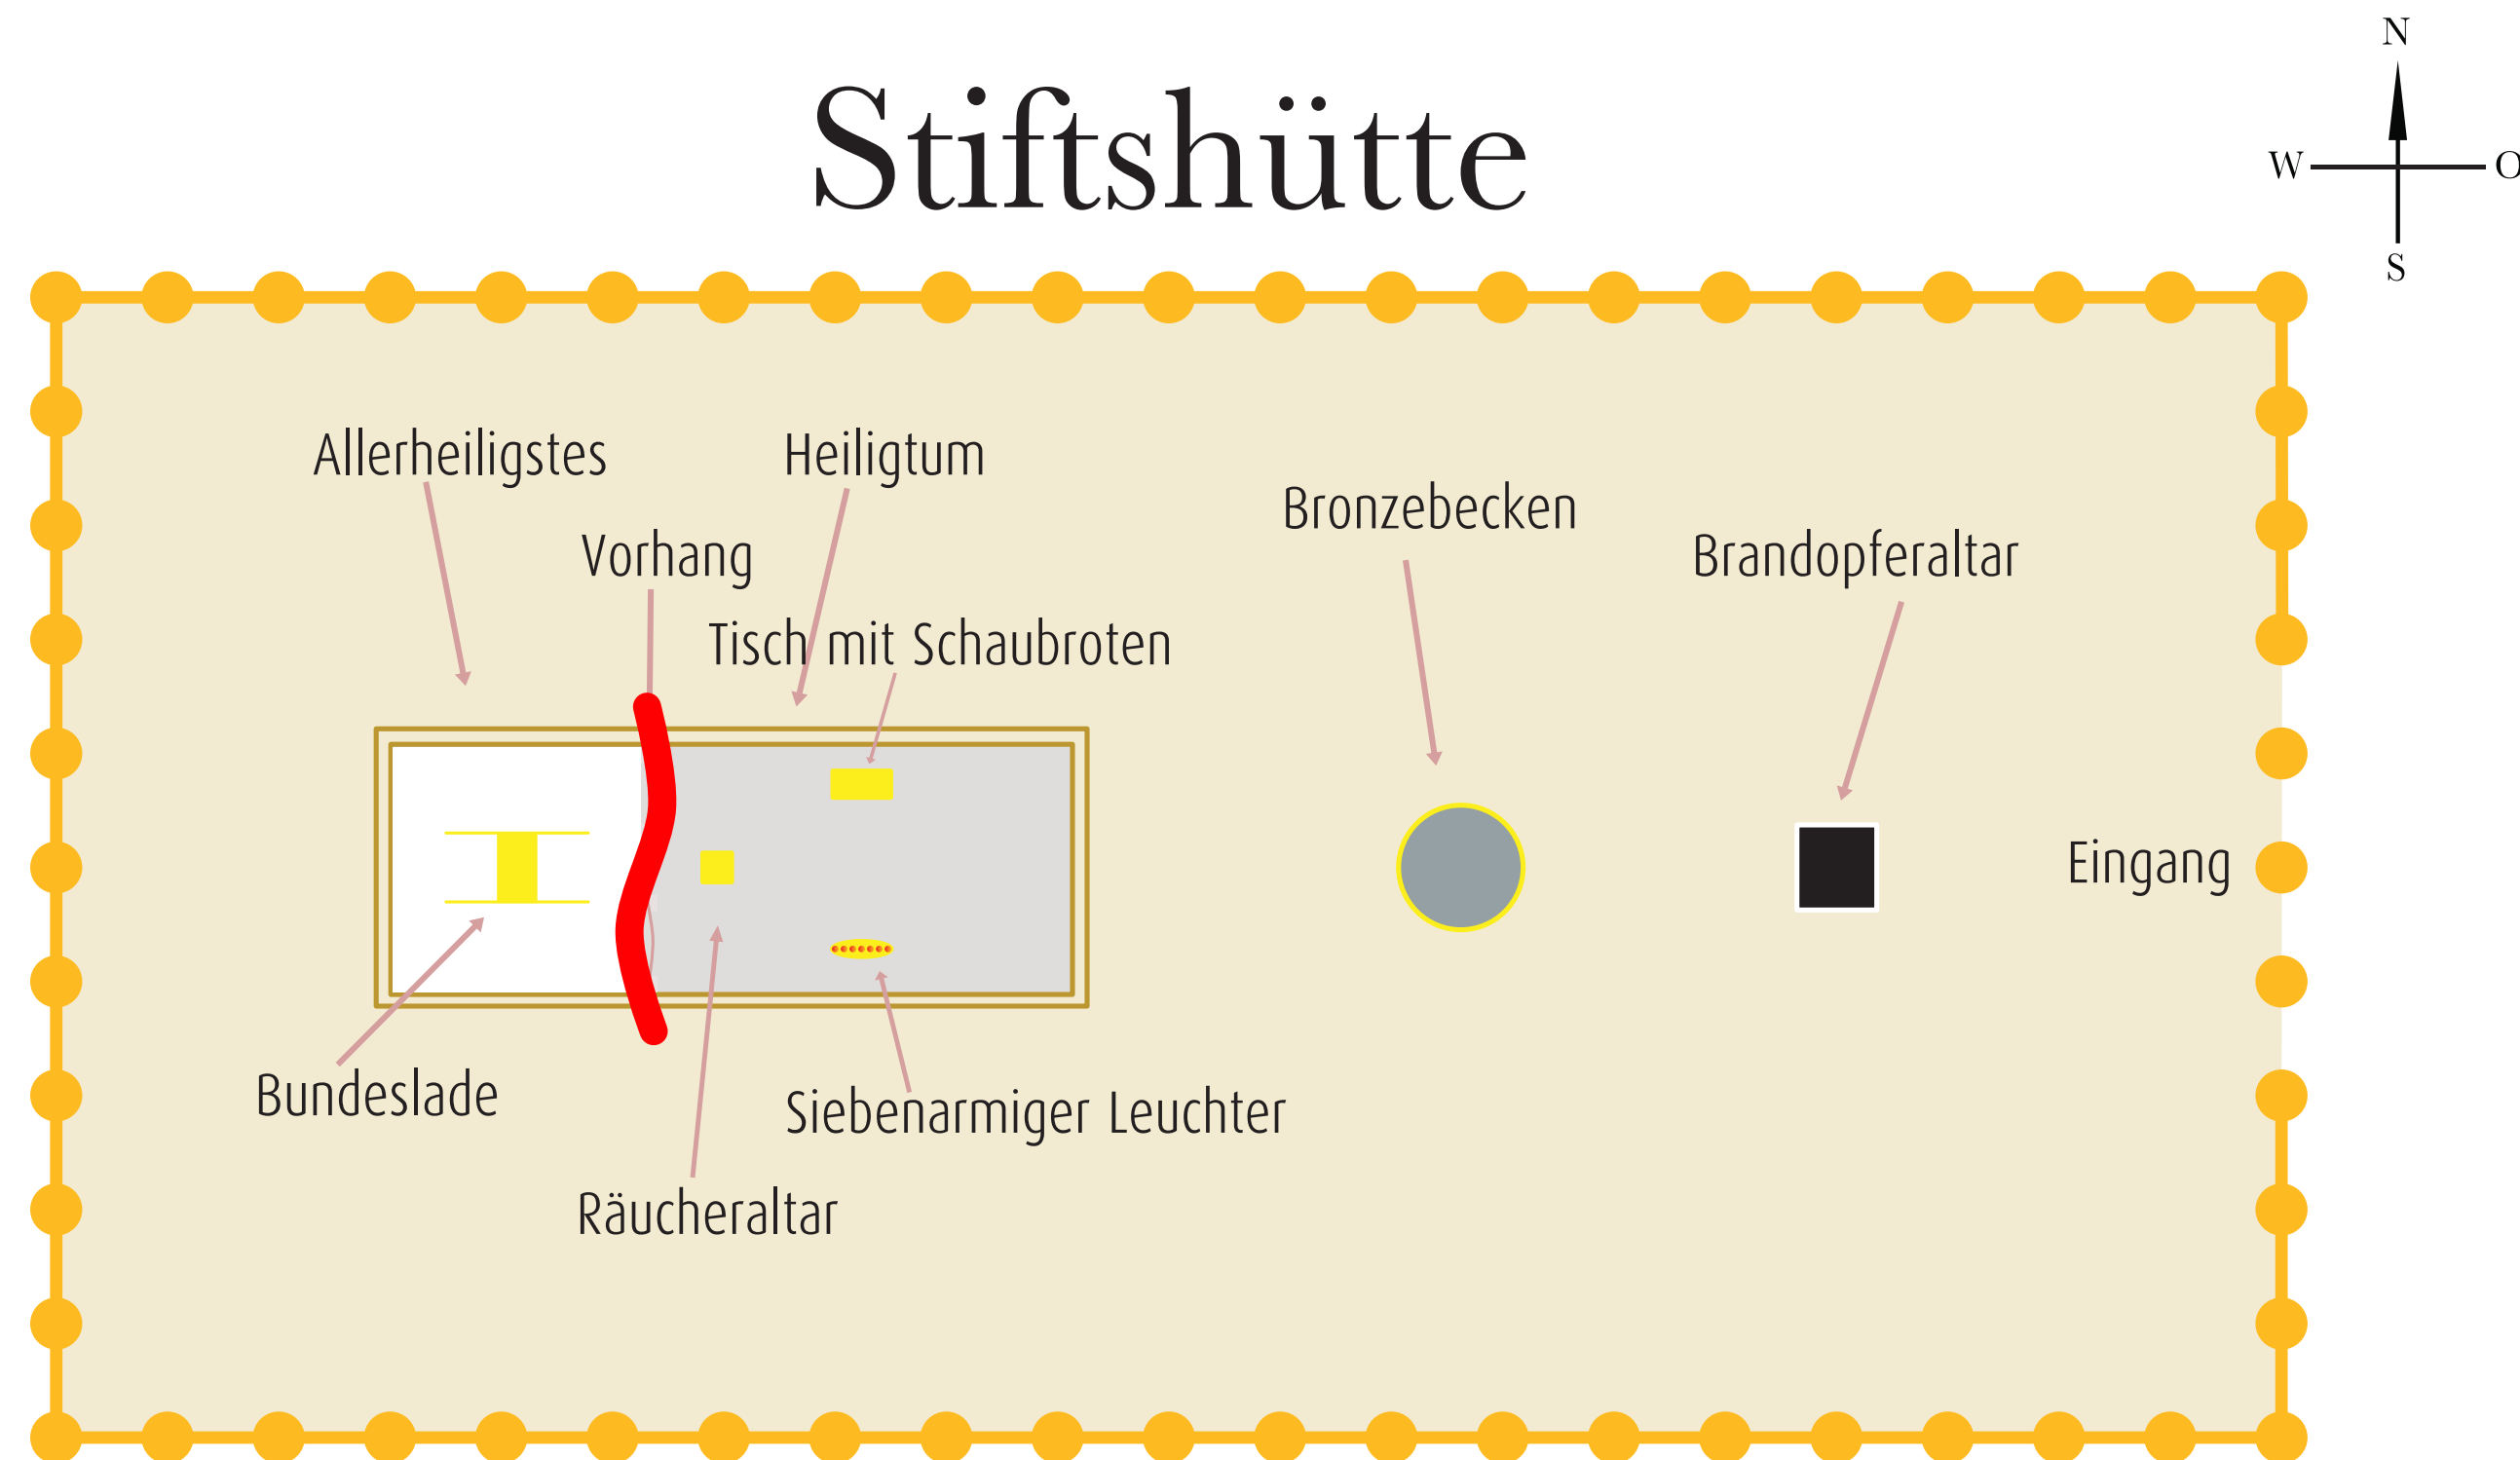 N
Stiftshütte
W
O
S
Allerheiligstes
Heiligtum
Bronzebecken
Vorhang
Brandopferaltar
Tisch mit Schaubroten
Eingang
Bundeslade
Siebenarmiger Leuchter
Räucheraltar